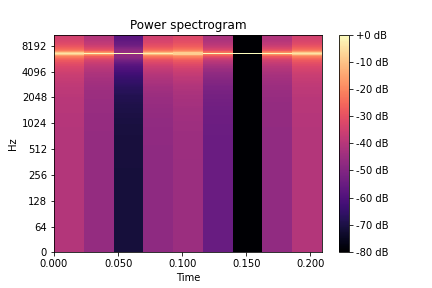 Power spectrogram
8192
4096
2048
1024
512
256
128
64
0
Hz
0.000 0.050 0.100 0.150 0.200
Time
+0 dB
-10 dB
-20 dB
-30 dB
-40 dB
-50 dB
-60 dB
-70 dB
-80 dB